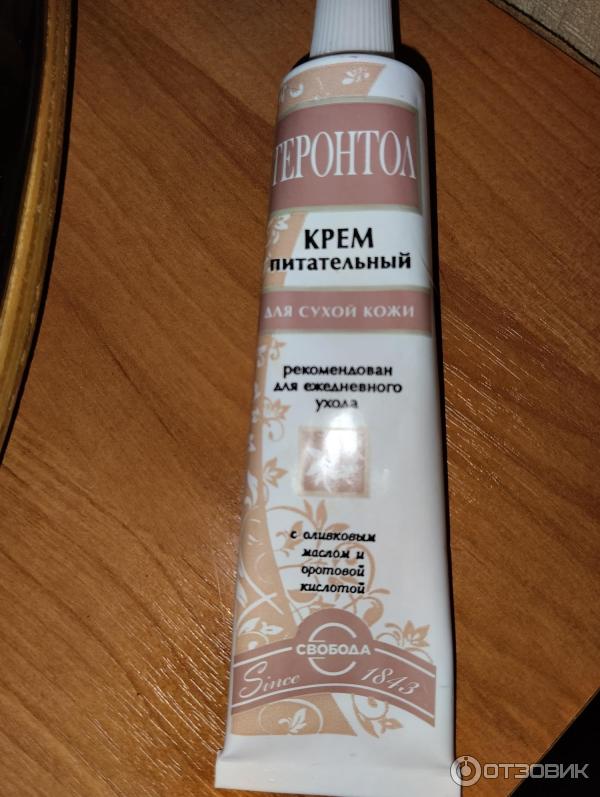 ГЕРОНТОЛ
КРЕМ
питательный
ДЛЯ СУХОЙ КОЖИ
рекомендован
для ежедневного
ухода
с оливковым
маслом и
оротовой
кислотой
СВОБОДА
Since 1843
ОТЗОВИК